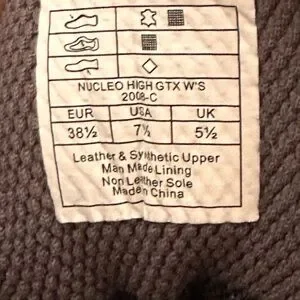 NUCLEO HIGH GTX W'S
2008-C
EUR USA UK
38½ 7½ 5½
Leather & Synthetic Upper
Man Made Lining
Non Leather Sole
Made in China